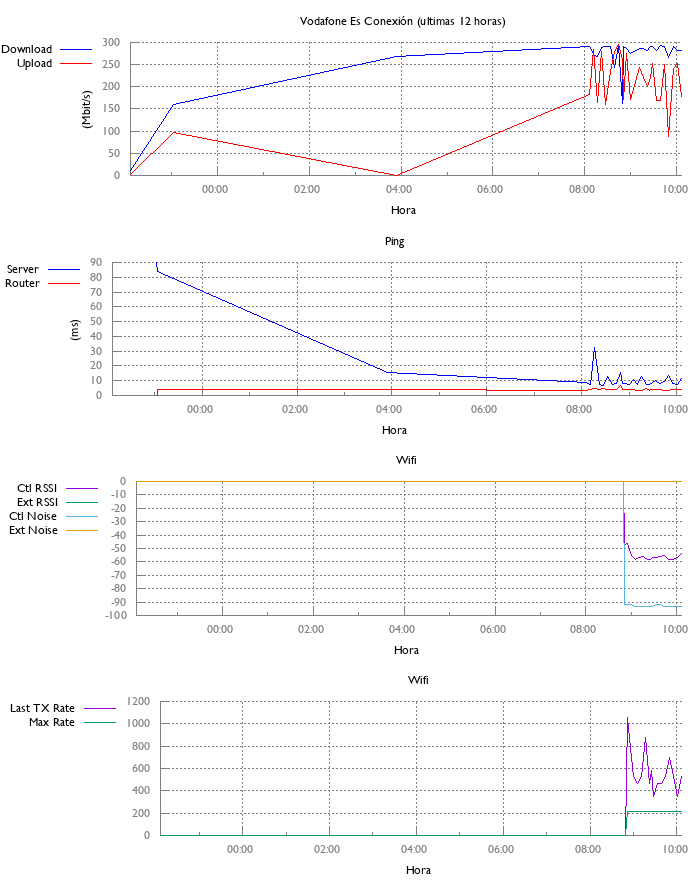 Vodafone Es Conexión (ultimas 12 horas)
Download
Upload
(Mbit/s)
300
250
200
150
100
50
0
00:00 02:00 04:00 06:00 08:00 10:00
Hora
Ping
Server
Router
(ms)
90
80
70
60
50
40
30
20
10
0
00:00 02:00 04:00 06:00 08:00 10:00
Hora
Wifi
Ctl RSSI
Ext RSSI
Ctl Noise
Ext Noise
0
-10
-20
-30
-40
-50
-60
-70
-80
-90
-100
00:00 02:00 04:00 06:00 08:00 10:00
Hora
Wifi
Last TX Rate
Max Rate
1200
1000
800
600
400
200
0
00:00 02:00 04:00 06:00 08:00 10:00
Hora